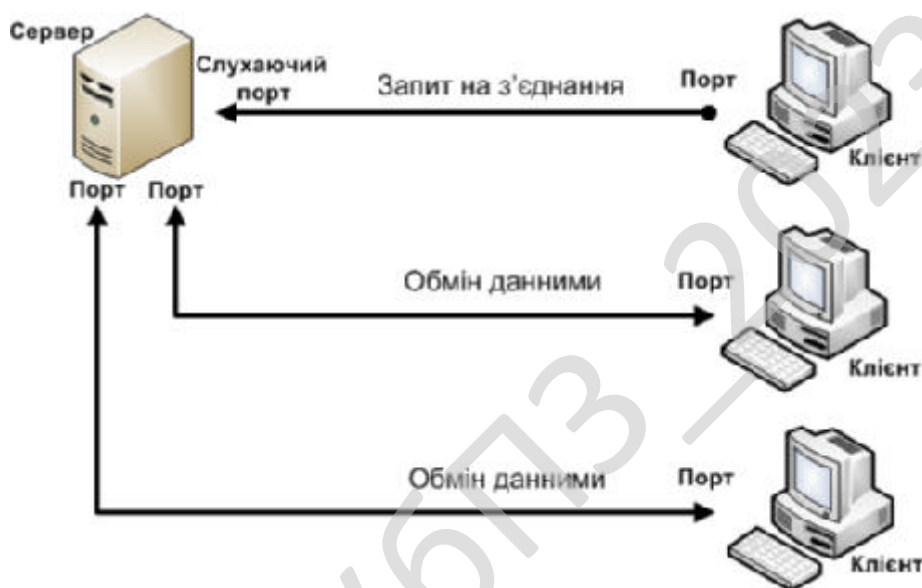 Сервер
Слухаючий
порт
Запит на з'єднання
Порт
Клієнт
Порт Порт
Обмін данними
Порт
Клієнт
Обмін данними
Порт
Клієнт